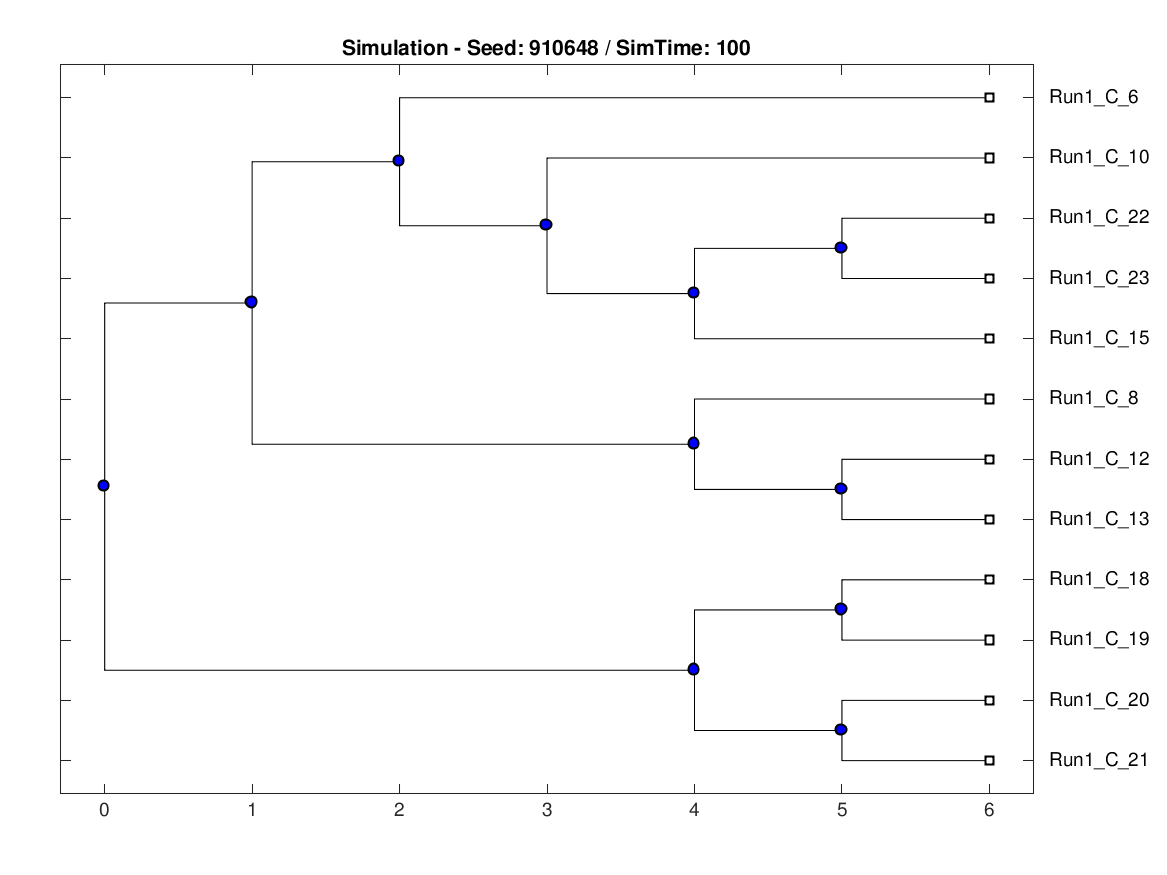 Simulation - Seed: 910648 / SimTime: 100
Run1_C_6
Run1_C_10
Run1_C_22
Run1_C_23
Run1_C_15
Run1_C_8
Run1_C_12
Run1_C_13
Run1_C_18
Run1_C_19
Run1_C_20
Run1_C_21
0 1 2 3 4 5 6